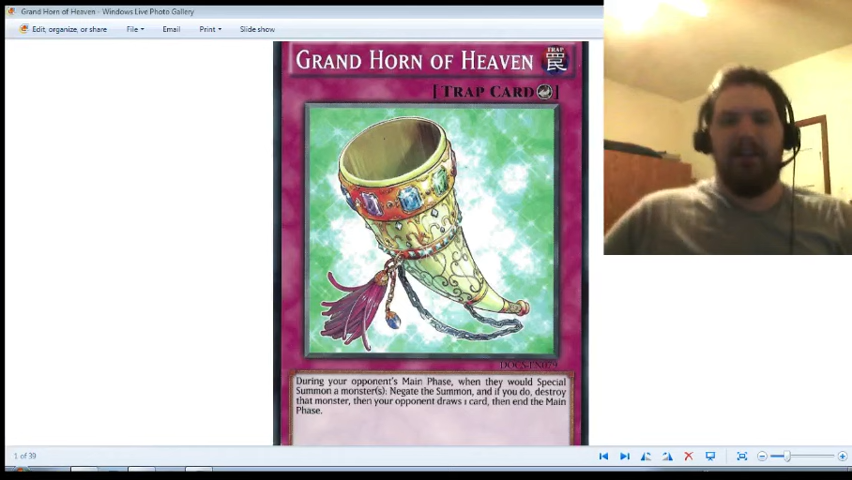 Grand Horn of Heaven - Windows Live Photo Gallery
Edit, organize, or share File Email Print Slide show
GRAND HORN OF HEAVEN
TRAP
罠
[ TRAP CARD ]
DOCS-EN079
During your opponent's Main Phase, when they would Special
Summon a monster(s): Negate the Summon, and if you do, destroy
that monster, then your opponent draws 1 card, then end the Main
Phase.
1 of 39